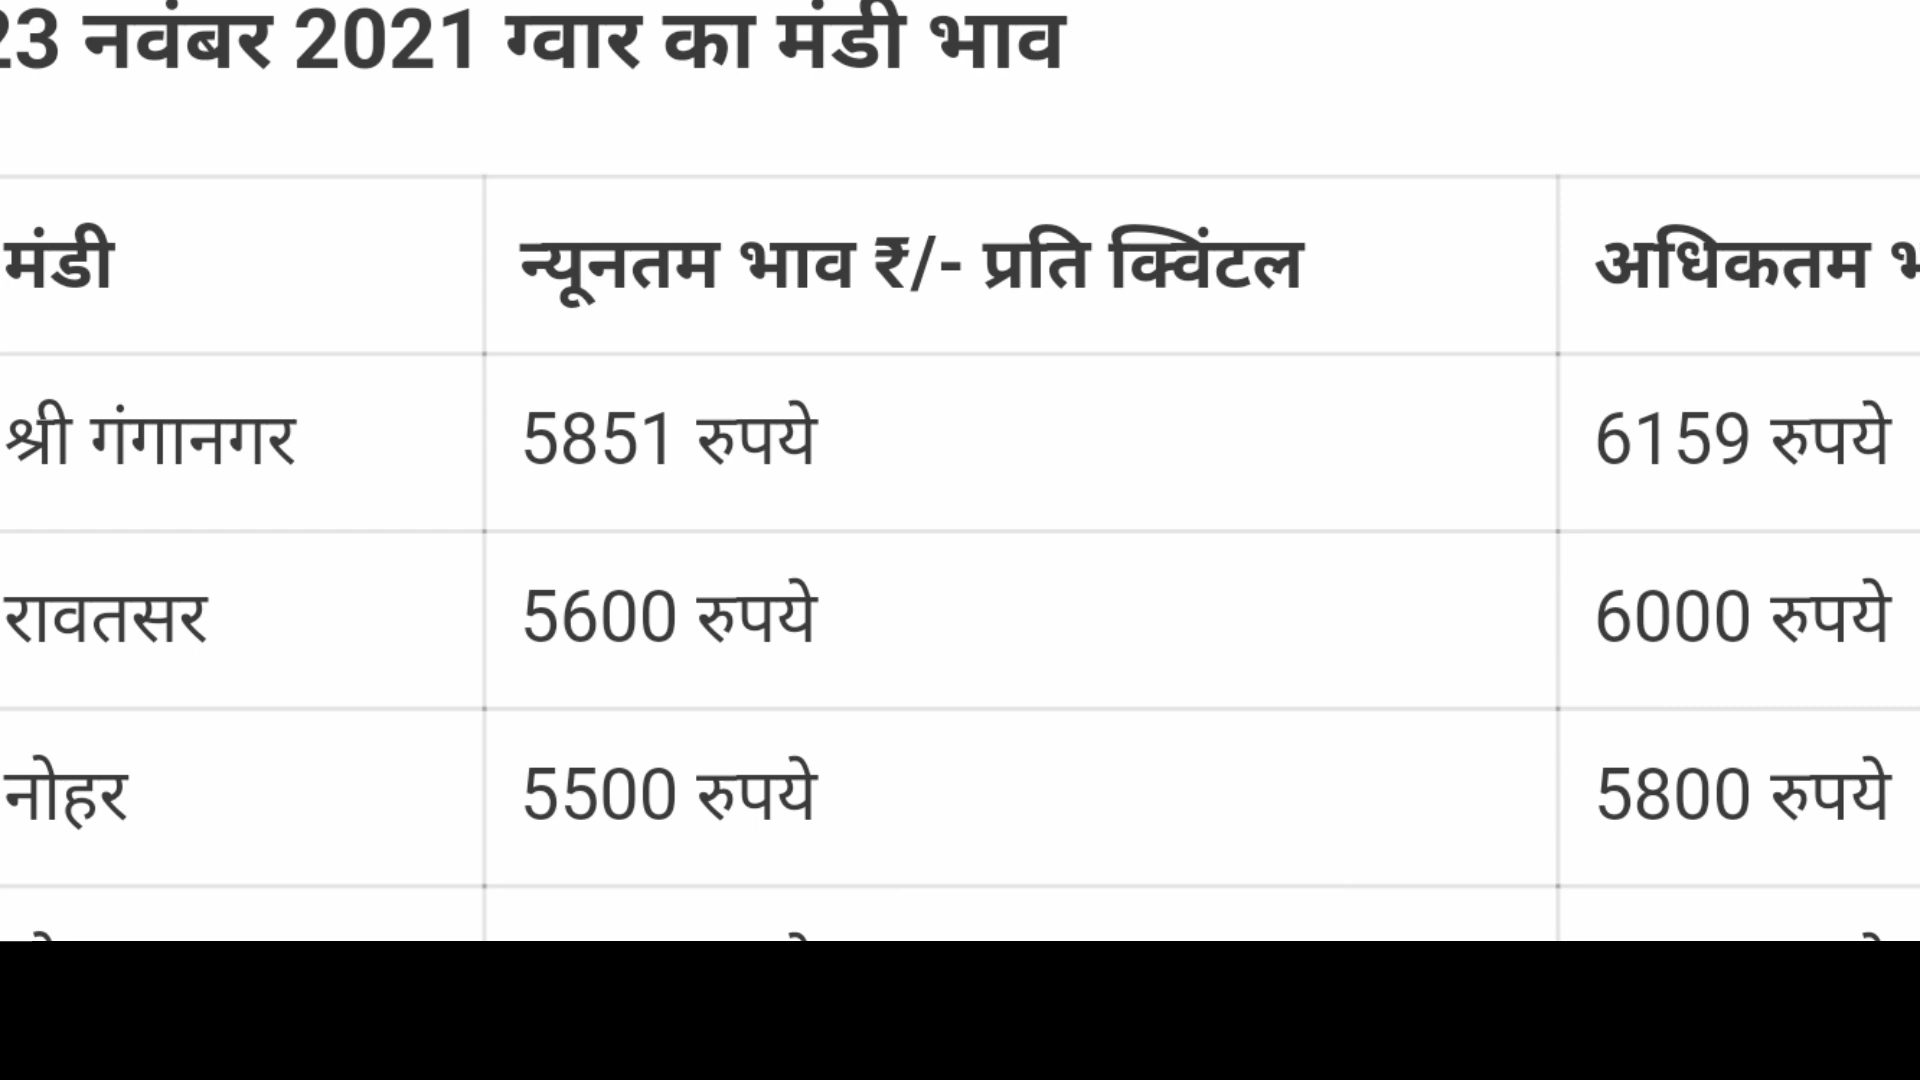 23 नवंबर 2021 ग्वार का मंडी भाव
मंडी न्यूनतम भाव ₹/- प्रति क्विंटल अधिकतम
श्री गंगानगर 5851 रुपये 6159 रुपये
रावतसर 5600 रुपये 6000 रुपये
नोहर 5500 रुपये 5800 रुपये